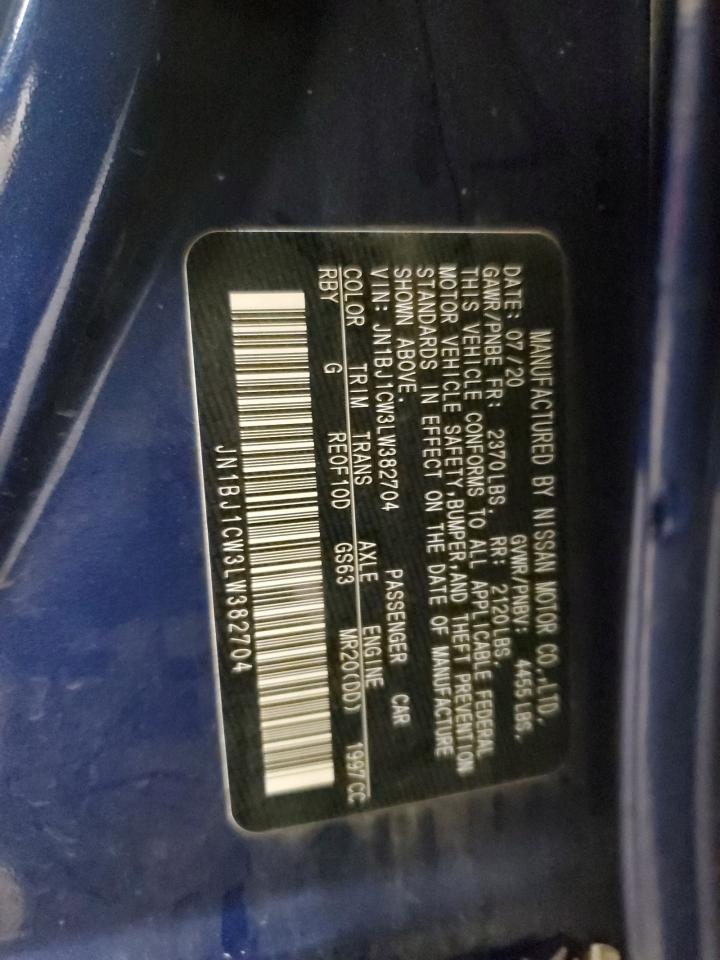 MANUFACTURED BY NISSAN MOTOR CO.,LTD.
DATE: 07/20 GVWR/PNBV: 4455 LBS.
GAWR/PNBE FR: 2370LBS. RR: 2120LBS.
THIS VEHICLE CONFORMS TO ALL APPLICABLE FEDERAL
MOTOR VEHICLE SAFETY,BUMPER,AND THEFT PREVENTION
STANDARDS IN EFFECT ON THE DATE OF MANUFACTURE
SHOWN ABOVE.
VIN: JN1BJ1CW3LW382704 PASSENGER CAR
COLOR TRIM TRANS AXLE ENGINE
RBY G RE0F10D GS63 MR20(DD) 1997CC
JN1BJ1CW3LW382704